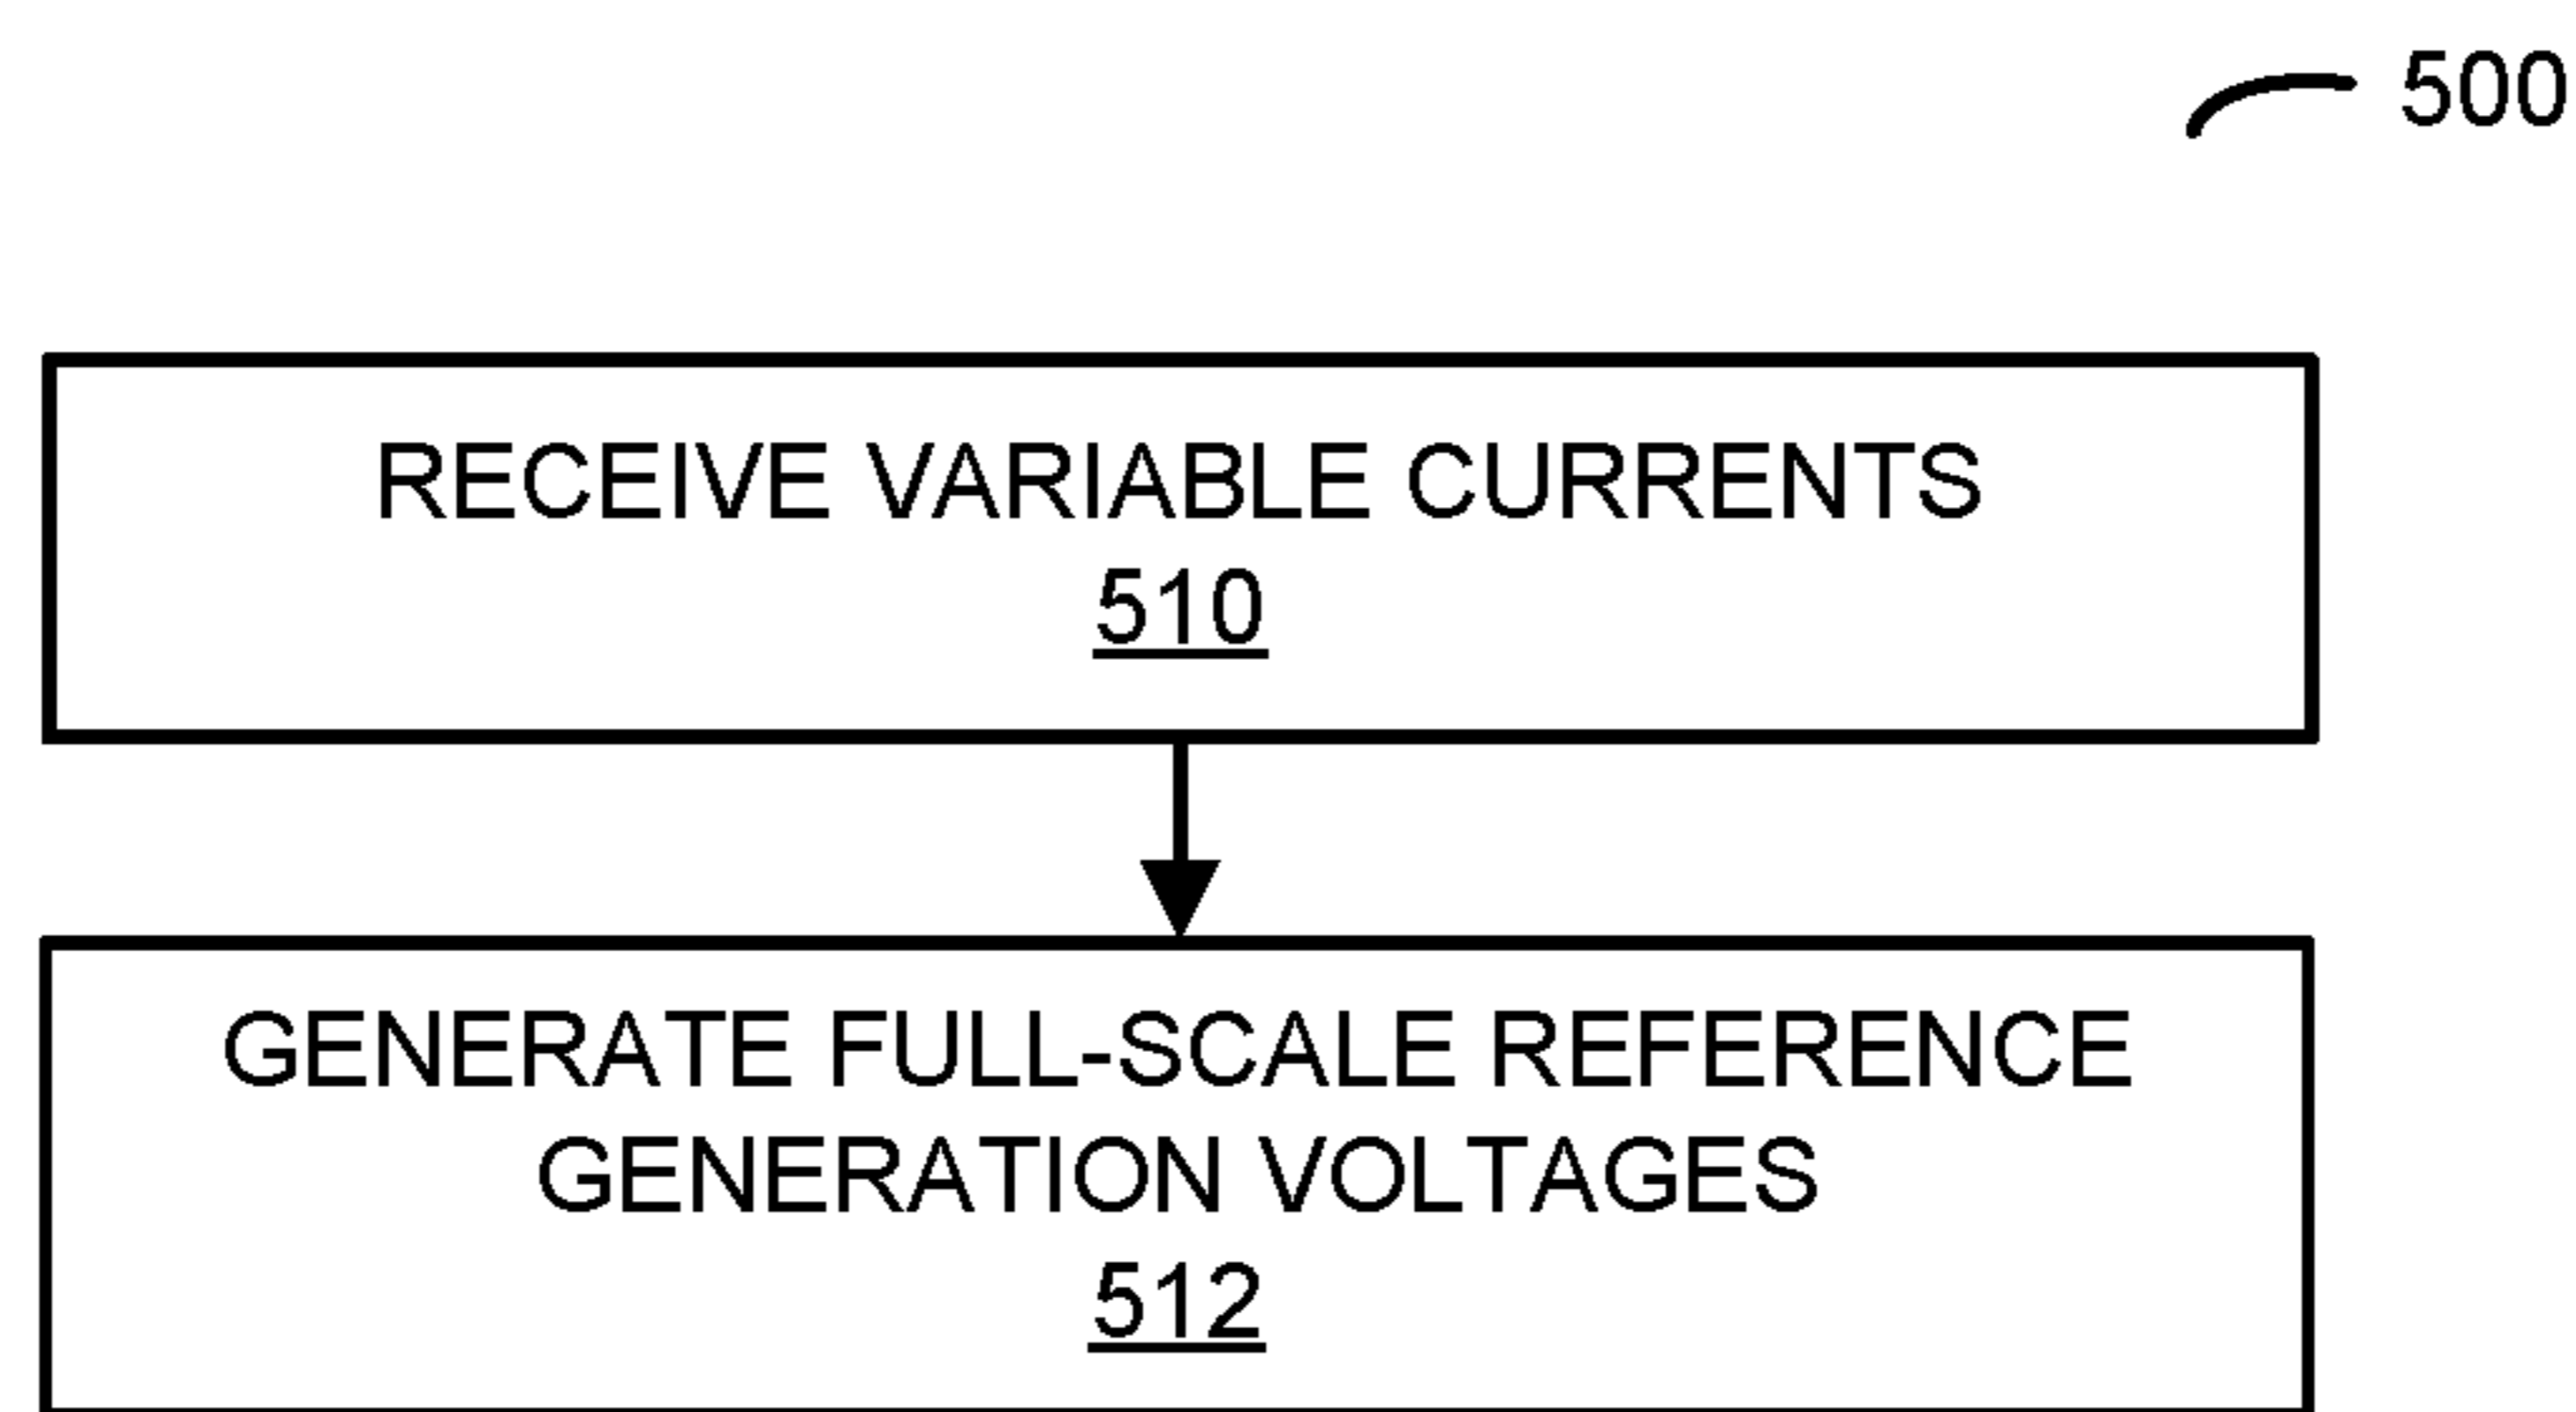 500
RECEIVE VARIABLE CURRENTS
510
GENERATE FULL-SCALE REFERENCE
GENERATION VOLTAGES
512